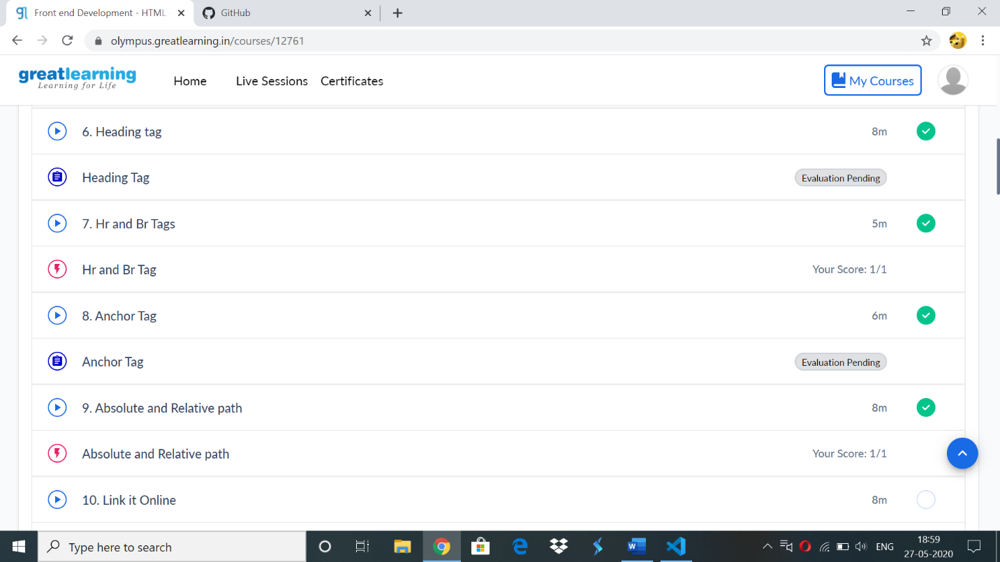 Front end Development - HTML
GitHub
olympus.greatlearning.in/courses/12761
greatlearning
Learning for Life
Home
Live Sessions
Certificates
My Courses
6. Heading tag
8m
Heading Tag
Evaluation Pending
7. Hr and Br Tags
5m
Hr and Br Tag
Your Score: 1/1
8. Anchor Tag
6m
Anchor Tag
Evaluation Pending
9. Absolute and Relative path
8m
Absolute and Relative path
Your Score: 1/1
10. Link it Online
8m
Type here to search
ENG
18:59
27-05-2020